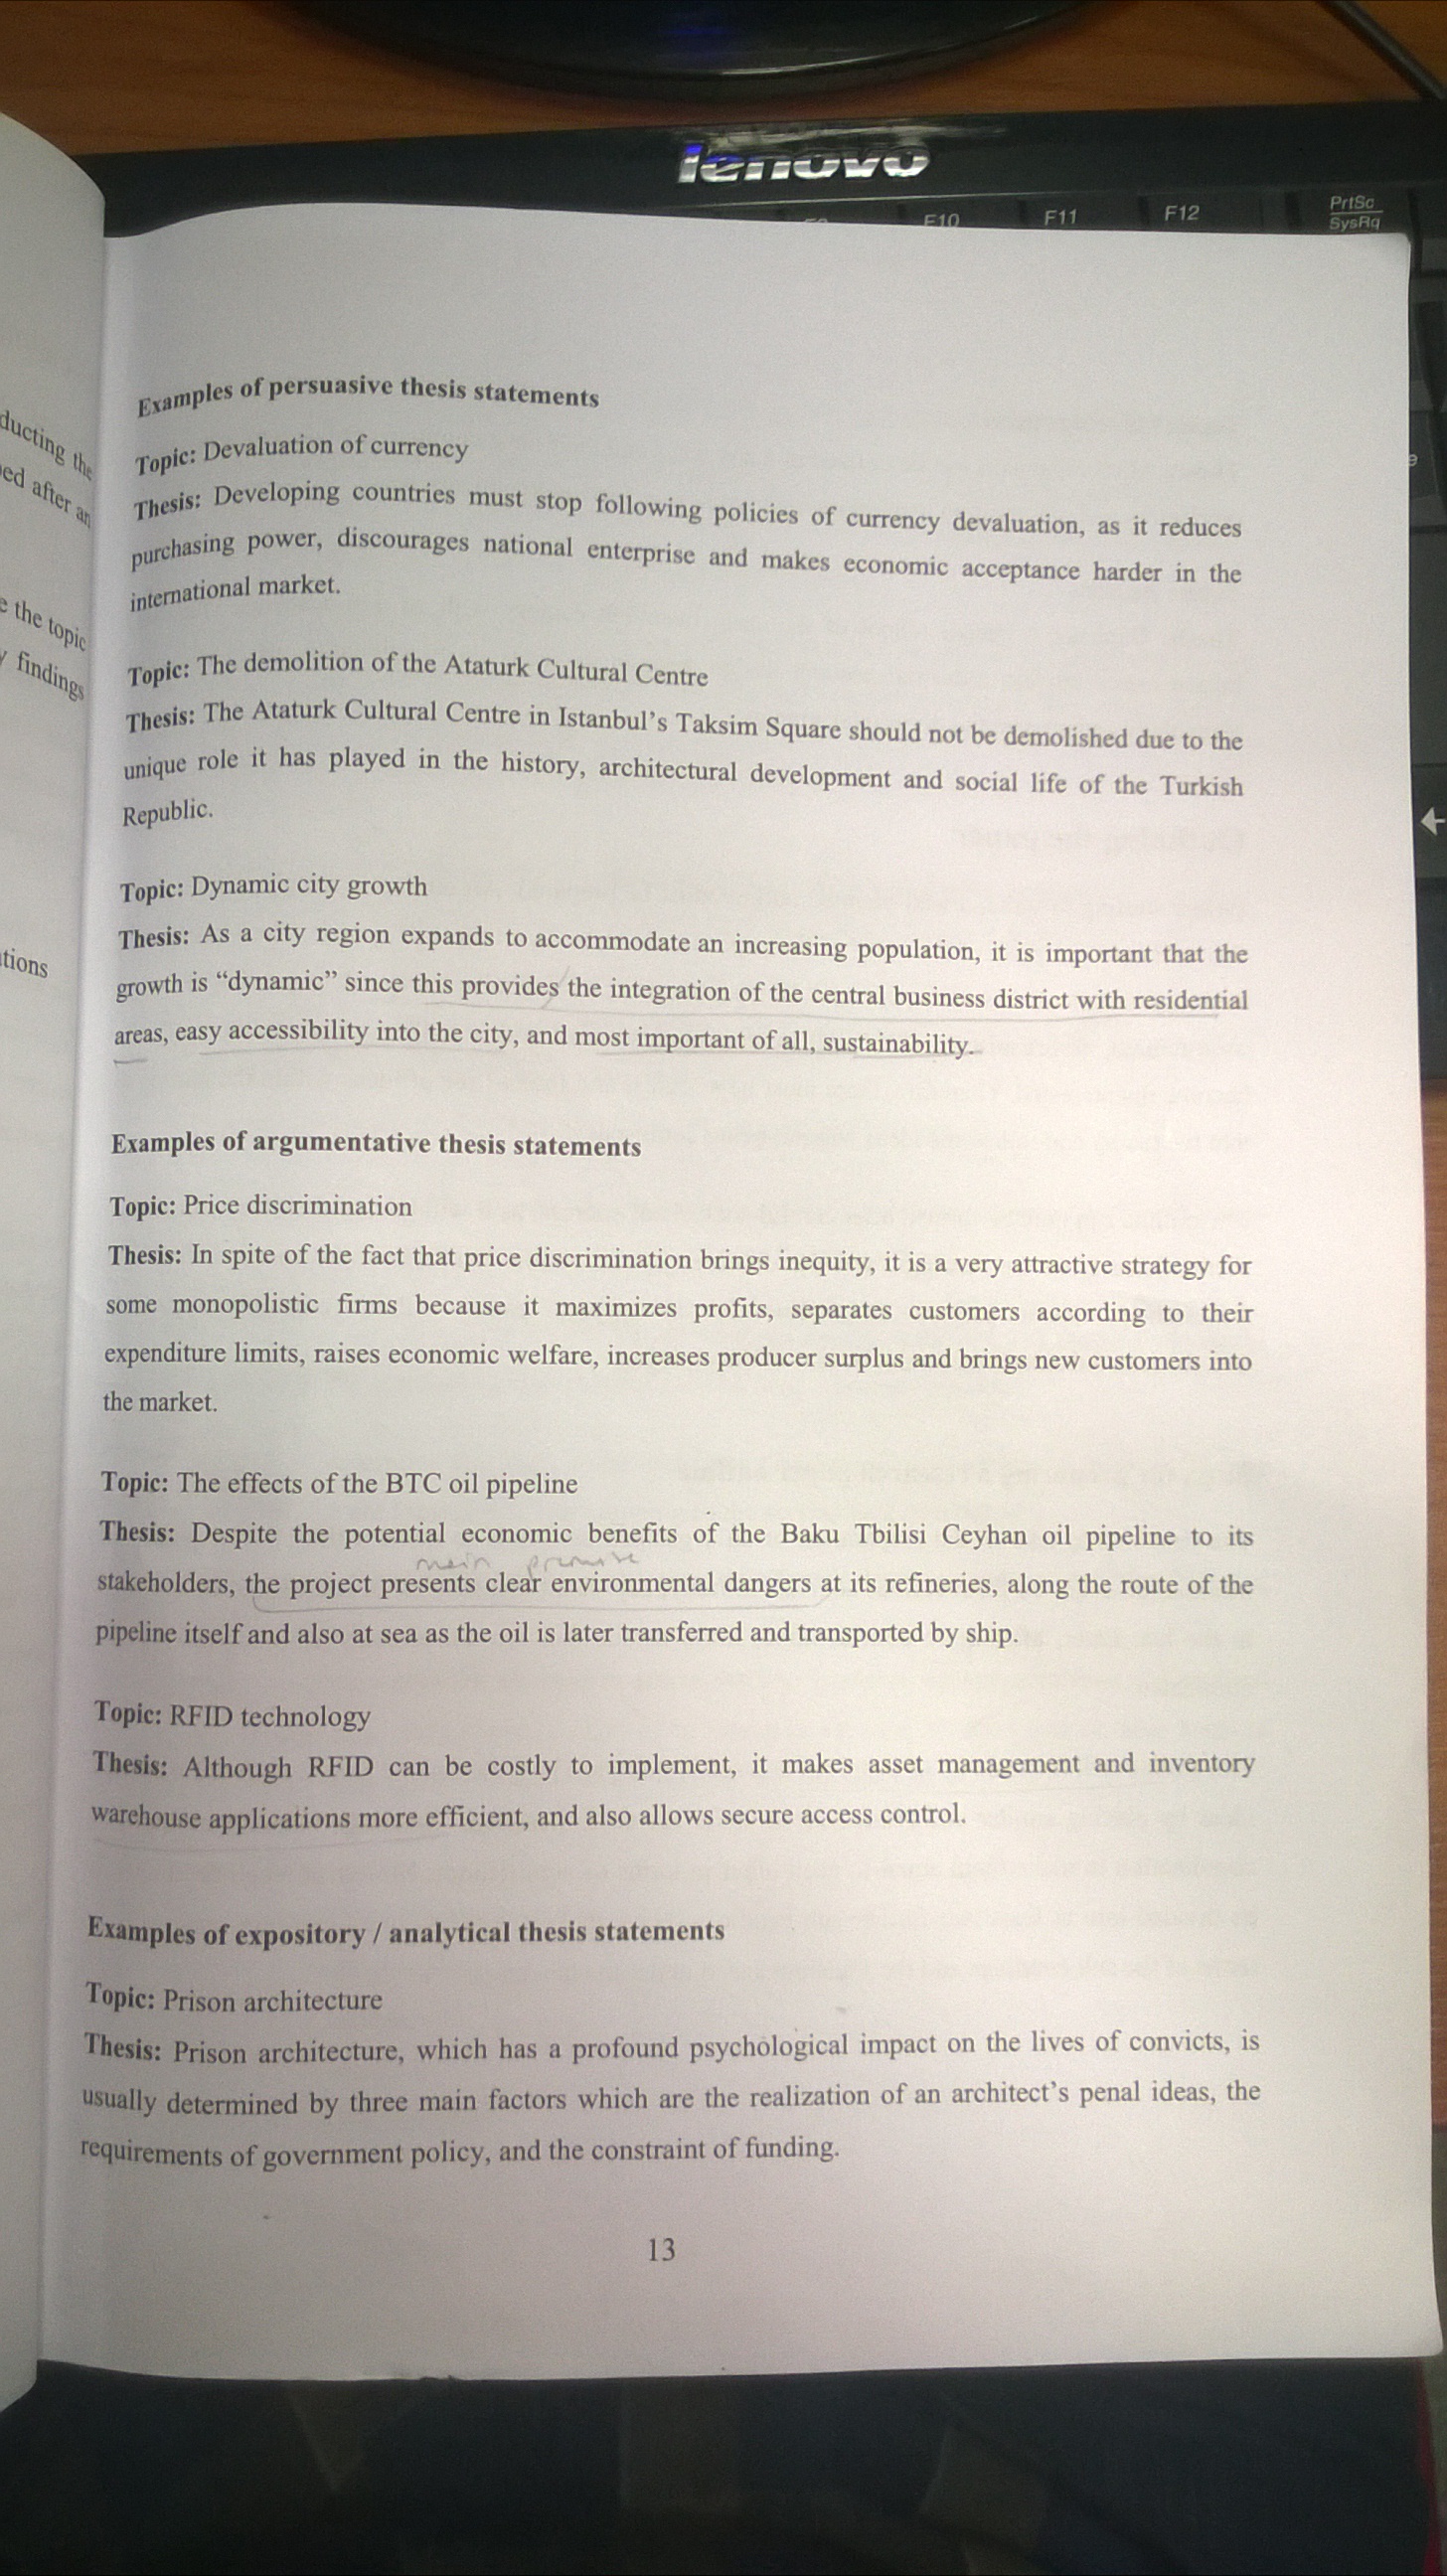 lenovo
F10 F11 F12 PrtSc
SysRq
ducting the
ed after an
e the topic
findings
tions
Examples of persuasive thesis statements
Topic: Devaluation of currency
Thesis: Developing countries must stop following policies of currency devaluation, as it reduces
purchasing power, discourages national enterprise and makes economic acceptance harder in the
international market.
Topic: The demolition of the Ataturk Cultural Centre
Thesis: The Ataturk Cultural Centre in Istanbul's Taksim Square should not be demolished due to the
unique role it has played in the history, architectural development and social life of the Turkish
Republic.
Topic: Dynamic city growth
Thesis: As a city region expands to accommodate an increasing population, it is important that the
growth is “dynamic” since this provides the integration of the central business district with residential
areas, easy accessibility into the city, and most important of all, sustainability.
Examples of argumentative thesis statements
Topic: Price discrimination
Thesis: In spite of the fact that price discrimination brings inequity, it is a very attractive strategy for
some monopolistic firms because it maximizes profits, separates customers according to their
expenditure limits, raises economic welfare, increases producer surplus and brings new customers into
the market.
Topic: The effects of the BTC oil pipeline
Thesis: Despite the potential economic benefits of the Baku Tbilisi Ceyhan oil pipeline to its
main premise
stakeholders, the project presents clear environmental dangers at its refineries, along the route of the
pipeline itself and also at sea as the oil is later transferred and transported by ship.
Topic: RFID technology
Thesis: Although RFID can be costly to implement, it makes asset management and inventory
warehouse applications more efficient, and also allows secure access control.
Examples of expository / analytical thesis statements
Topic: Prison architecture
Thesis: Prison architecture, which has a profound psychological impact on the lives of convicts, is
usually determined by three main factors which are the realization of an architect's penal ideas, the
requirements of government policy, and the constraint of funding.
13